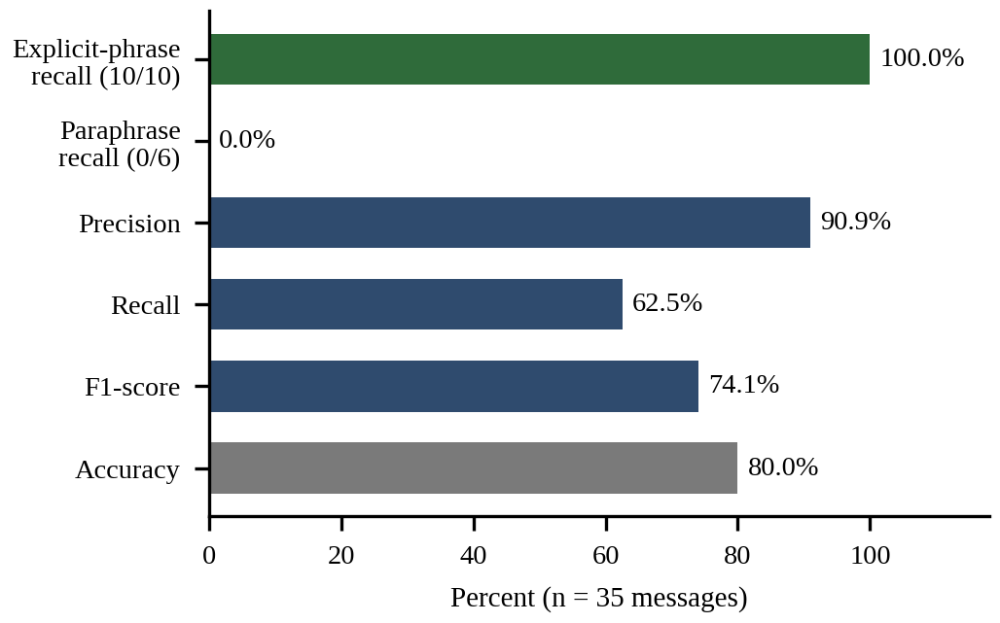 Explicit-phrase
recall (10/10)
100.0%
Paraphrase
recall (0/6)
0.0%
Precision
90.9%
Recall
62.5%
F1-score
74.1%
Accuracy
80.0%
0 20 40 60 80 100
Percent (n = 35 messages)